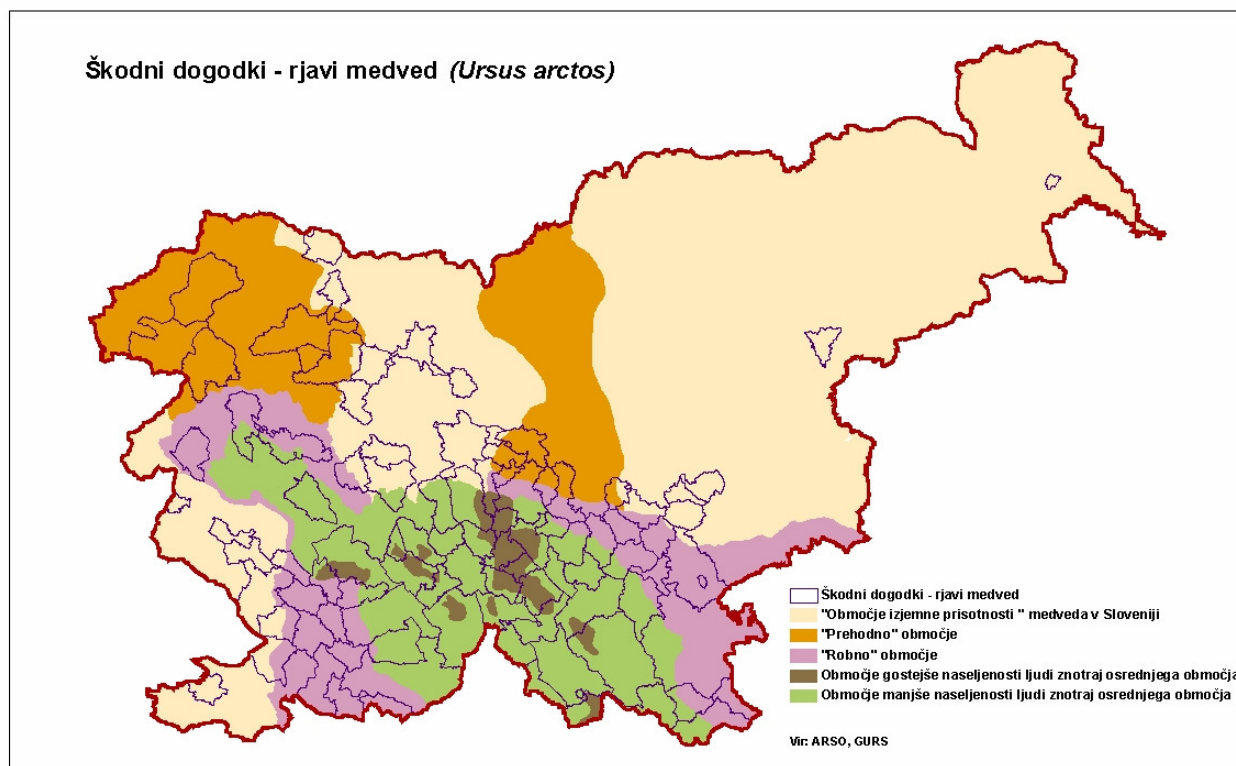 Škodni dogodki - rjavi medved (Ursus arctos)
Škodni dogodki - rjavi medved
"Območje izjemne prisotnosti " medveda v Sloveniji
"Prehodno" območje
"Robno" območje
Območje gostejše naseljenosti ljudi znotraj osrednjega območja
Območje manjše naseljenosti ljudi znotraj osrednjega območja
Vir: ARSO, GURS